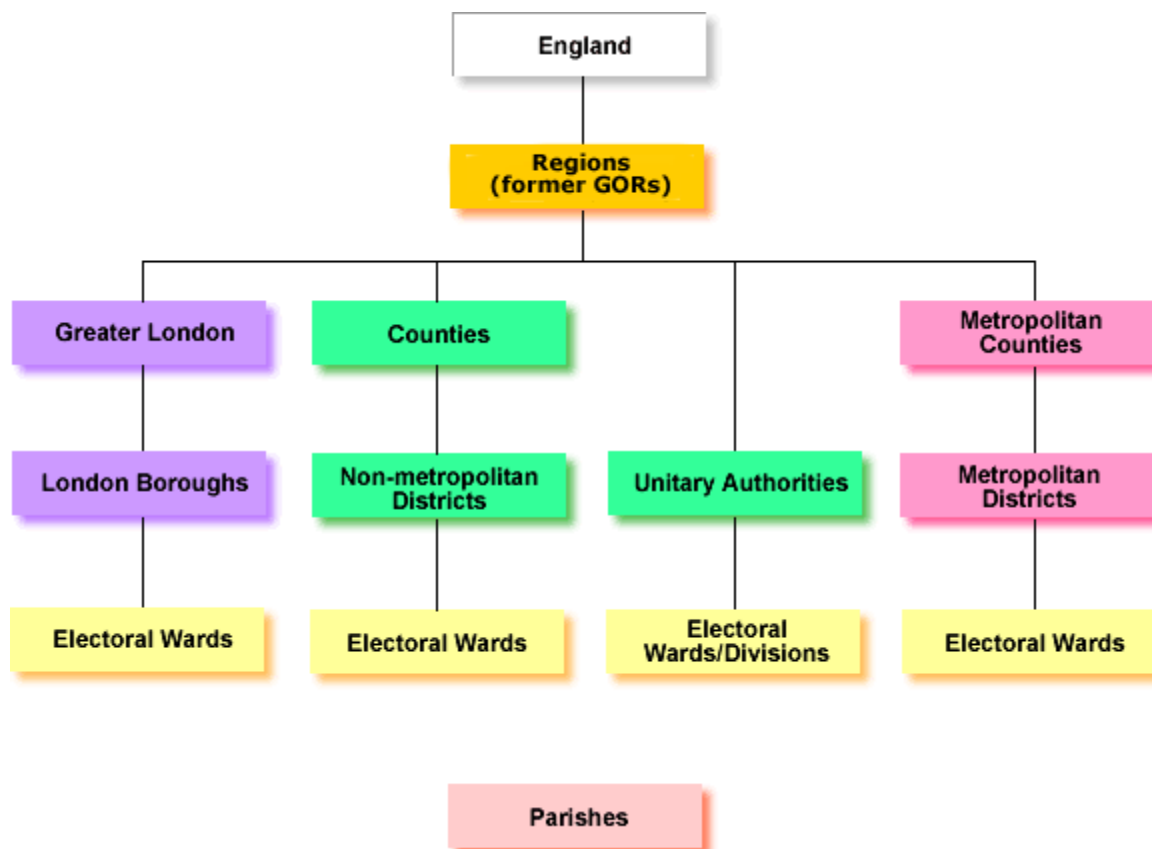 England
Regions
(former GORs)
Greater London
Counties
Metropolitan
Counties
London Boroughs
Non-metropolitan
Districts
Unitary Authorities
Metropolitan
Districts
Electoral Wards
Electoral Wards
Electoral
Wards/Divisions
Electoral Wards
Parishes